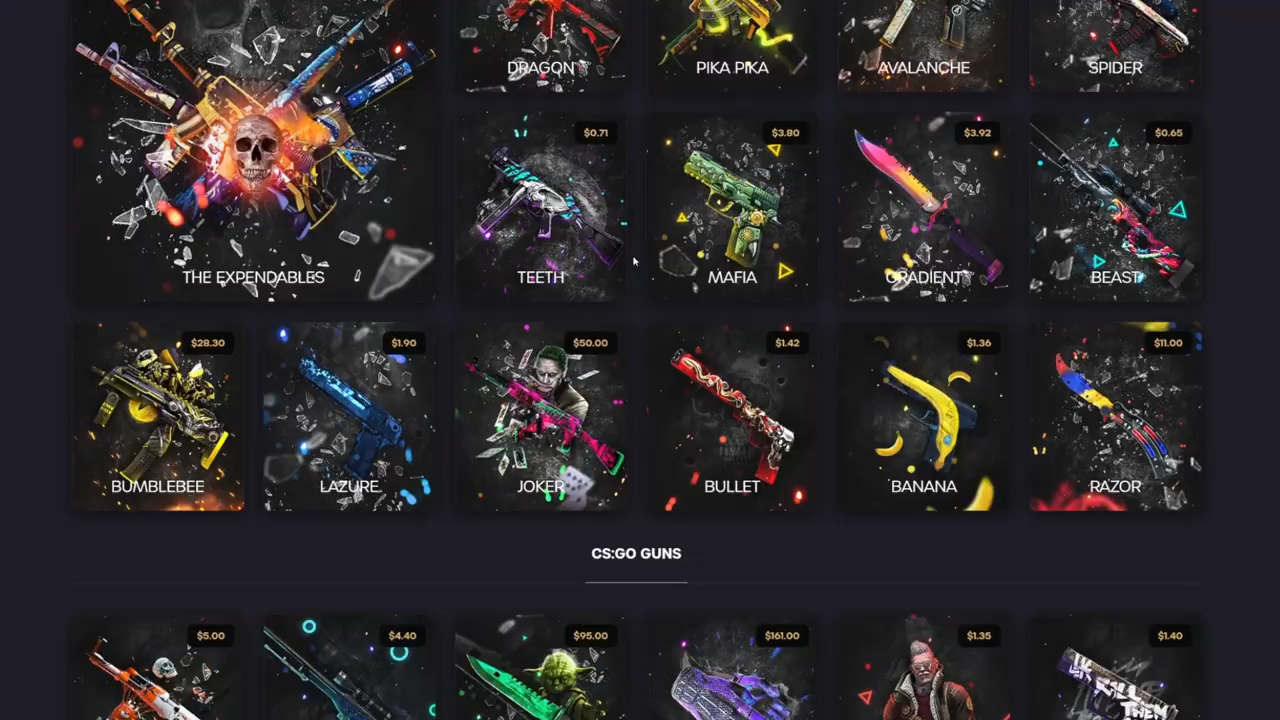 DRAGON
PIKA PIKA
AVALANCHE
SPIDER
THE EXPENDABLES
$0.71
TEETH
$3.80
MAFIA
$3.92
GRADIENT
$0.65
BEAST
$28.30
BUMBLEBEE
$1.90
LAZURE
$50.00
JOKER
$1.42
BULLET
$1.36
BANANA
$11.00
RAZOR
CS:GO GUNS
$5.00
$4.40
$95.00
$161.00
$1.35
$1.40
KILL
THEM